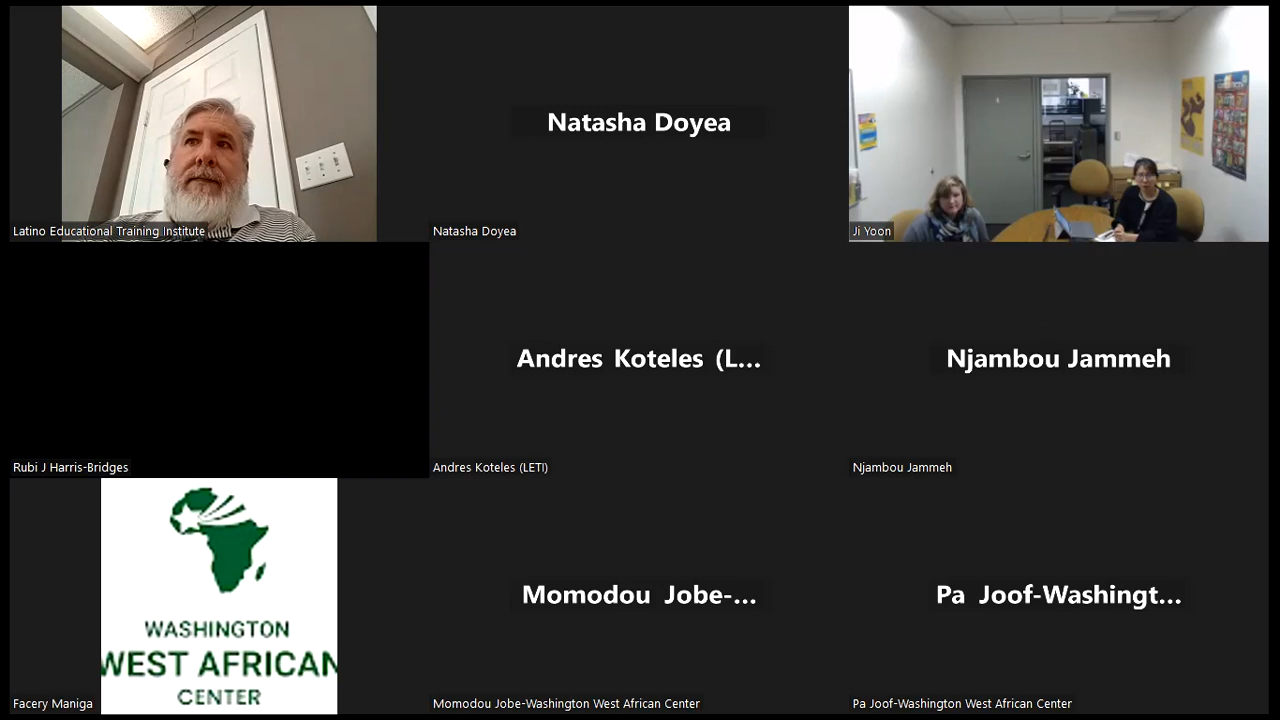 Latino Educational Training Institute
Natasha Doyea
Natasha Doyea
Ji Yoon
Rubi J Harris-Bridges
Andres Koteles (L...
Andres Koteles (LETI)
Njambou Jammeh
Njambou Jammeh
WASHINGTON
WEST AFRICAN
CENTER
Facery Maniga
Momodou Jobe-...
Momodou Jobe-Washington West African Center
Pa Joof-Washingt...
Pa Joof-Washington West African Center